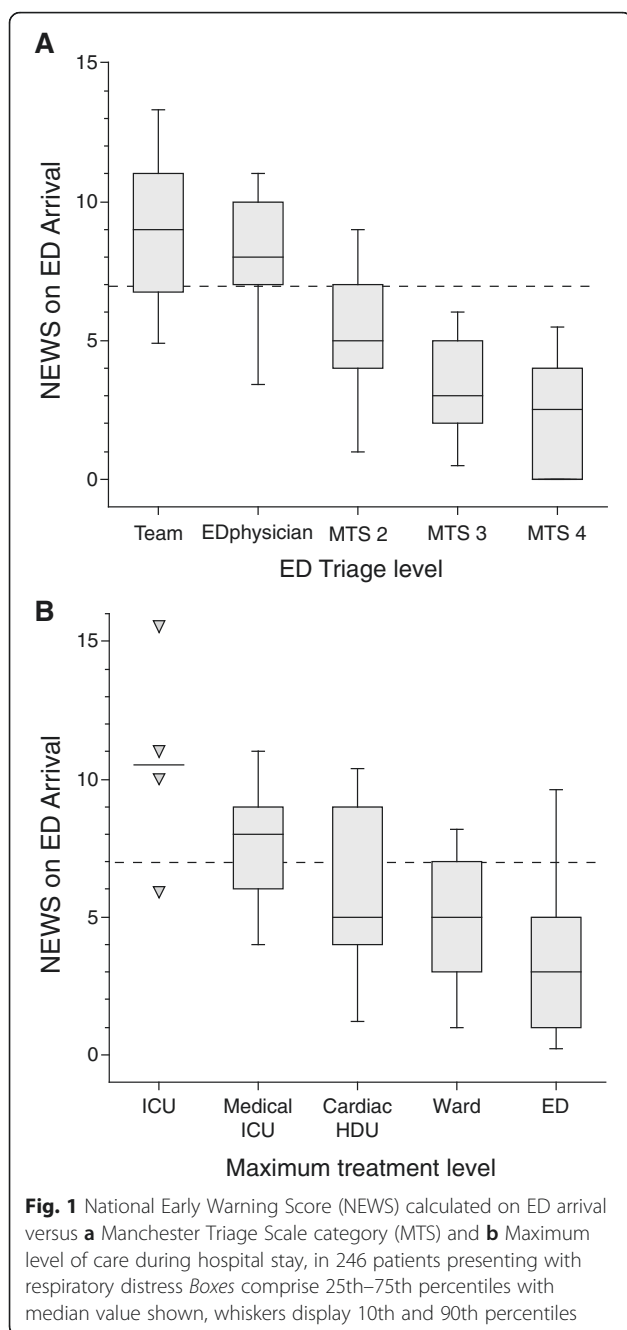 A
15
10
5
0
NEWS on ED Arrival
Team EDphysician MTS 2 MTS 3 MTS 4
ED Triage level
B
15
10
5
0
NEWS on ED Arrival
ICU Medical ICU Cardiac HDU Ward ED
Maximum treatment level
Fig. 1 National Early Warning Score (NEWS) calculated on ED arrival
versus a Manchester Triage Scale category (MTS) and b Maximum
level of care during hospital stay, in 246 patients presenting with
respiratory distress Boxes comprise 25th–75th percentiles with
median value shown, whiskers display 10th and 90th percentiles